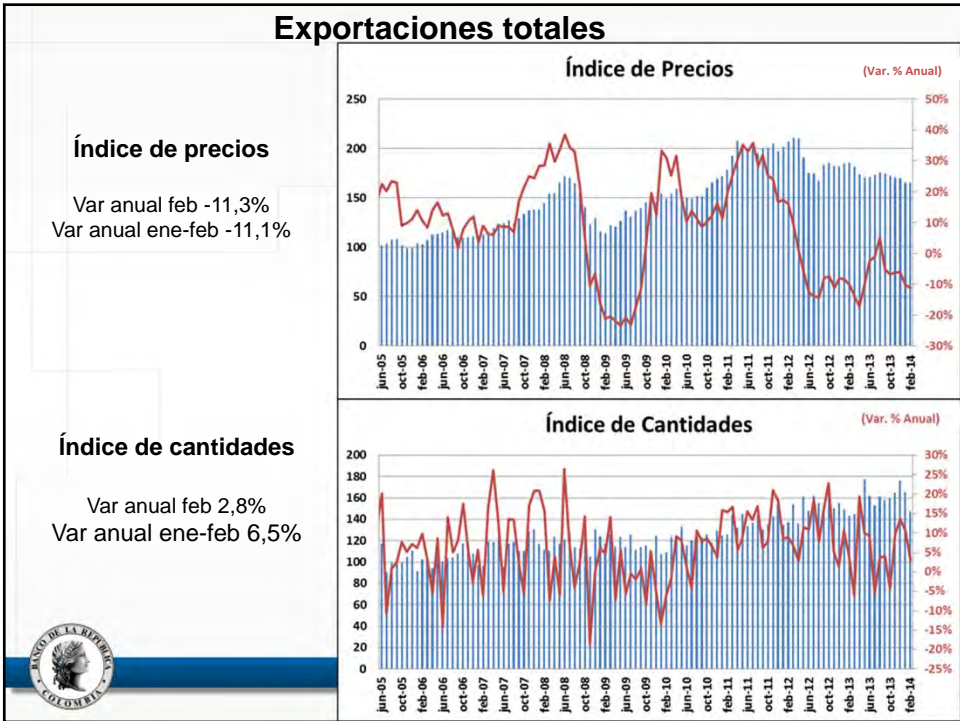 Exportaciones totales
Índice de precios
Var anual feb -11,3%
Var anual ene-feb -11,1%
Índice de Precios
(Var. % Anual)
250
200
150
100
50
0
50%
40%
30%
20%
10%
0%
-10%
-20%
-30%
jun-05
oct-05
feb-06
jun-06
oct-06
feb-07
jun-07
oct-07
feb-08
jun-08
oct-08
feb-09
jun-09
oct-09
feb-10
jun-10
oct-10
feb-11
jun-11
oct-11
feb-12
jun-12
oct-12
feb-13
jun-13
oct-13
feb-14
Índice de cantidades
Var anual feb 2,8%
Var anual ene-feb 6,5%
Índice de Cantidades
(Var. % Anual)
200
180
160
140
120
100
80
60
40
20
0
30%
25%
20%
15%
10%
5%
0%
-5%
-10%
-15%
-20%
-25%
jun-05
oct-05
feb-06
jun-06
oct-06
feb-07
jun-07
oct-07
feb-08
jun-08
oct-08
feb-09
jun-09
oct-09
feb-10
jun-10
oct-10
feb-11
jun-11
oct-11
feb-12
jun-12
oct-12
feb-13
jun-13
oct-13
feb-14
BANCO DE LA REPÚBLICA
COLOMBIA